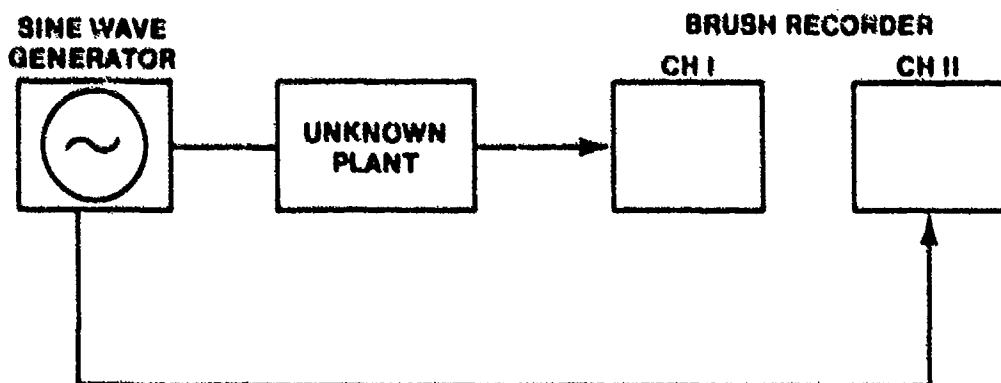 SINE WAVE
GENERATOR
BRUSH RECORDER
CH I
CH II
UNKNOWN
PLANT